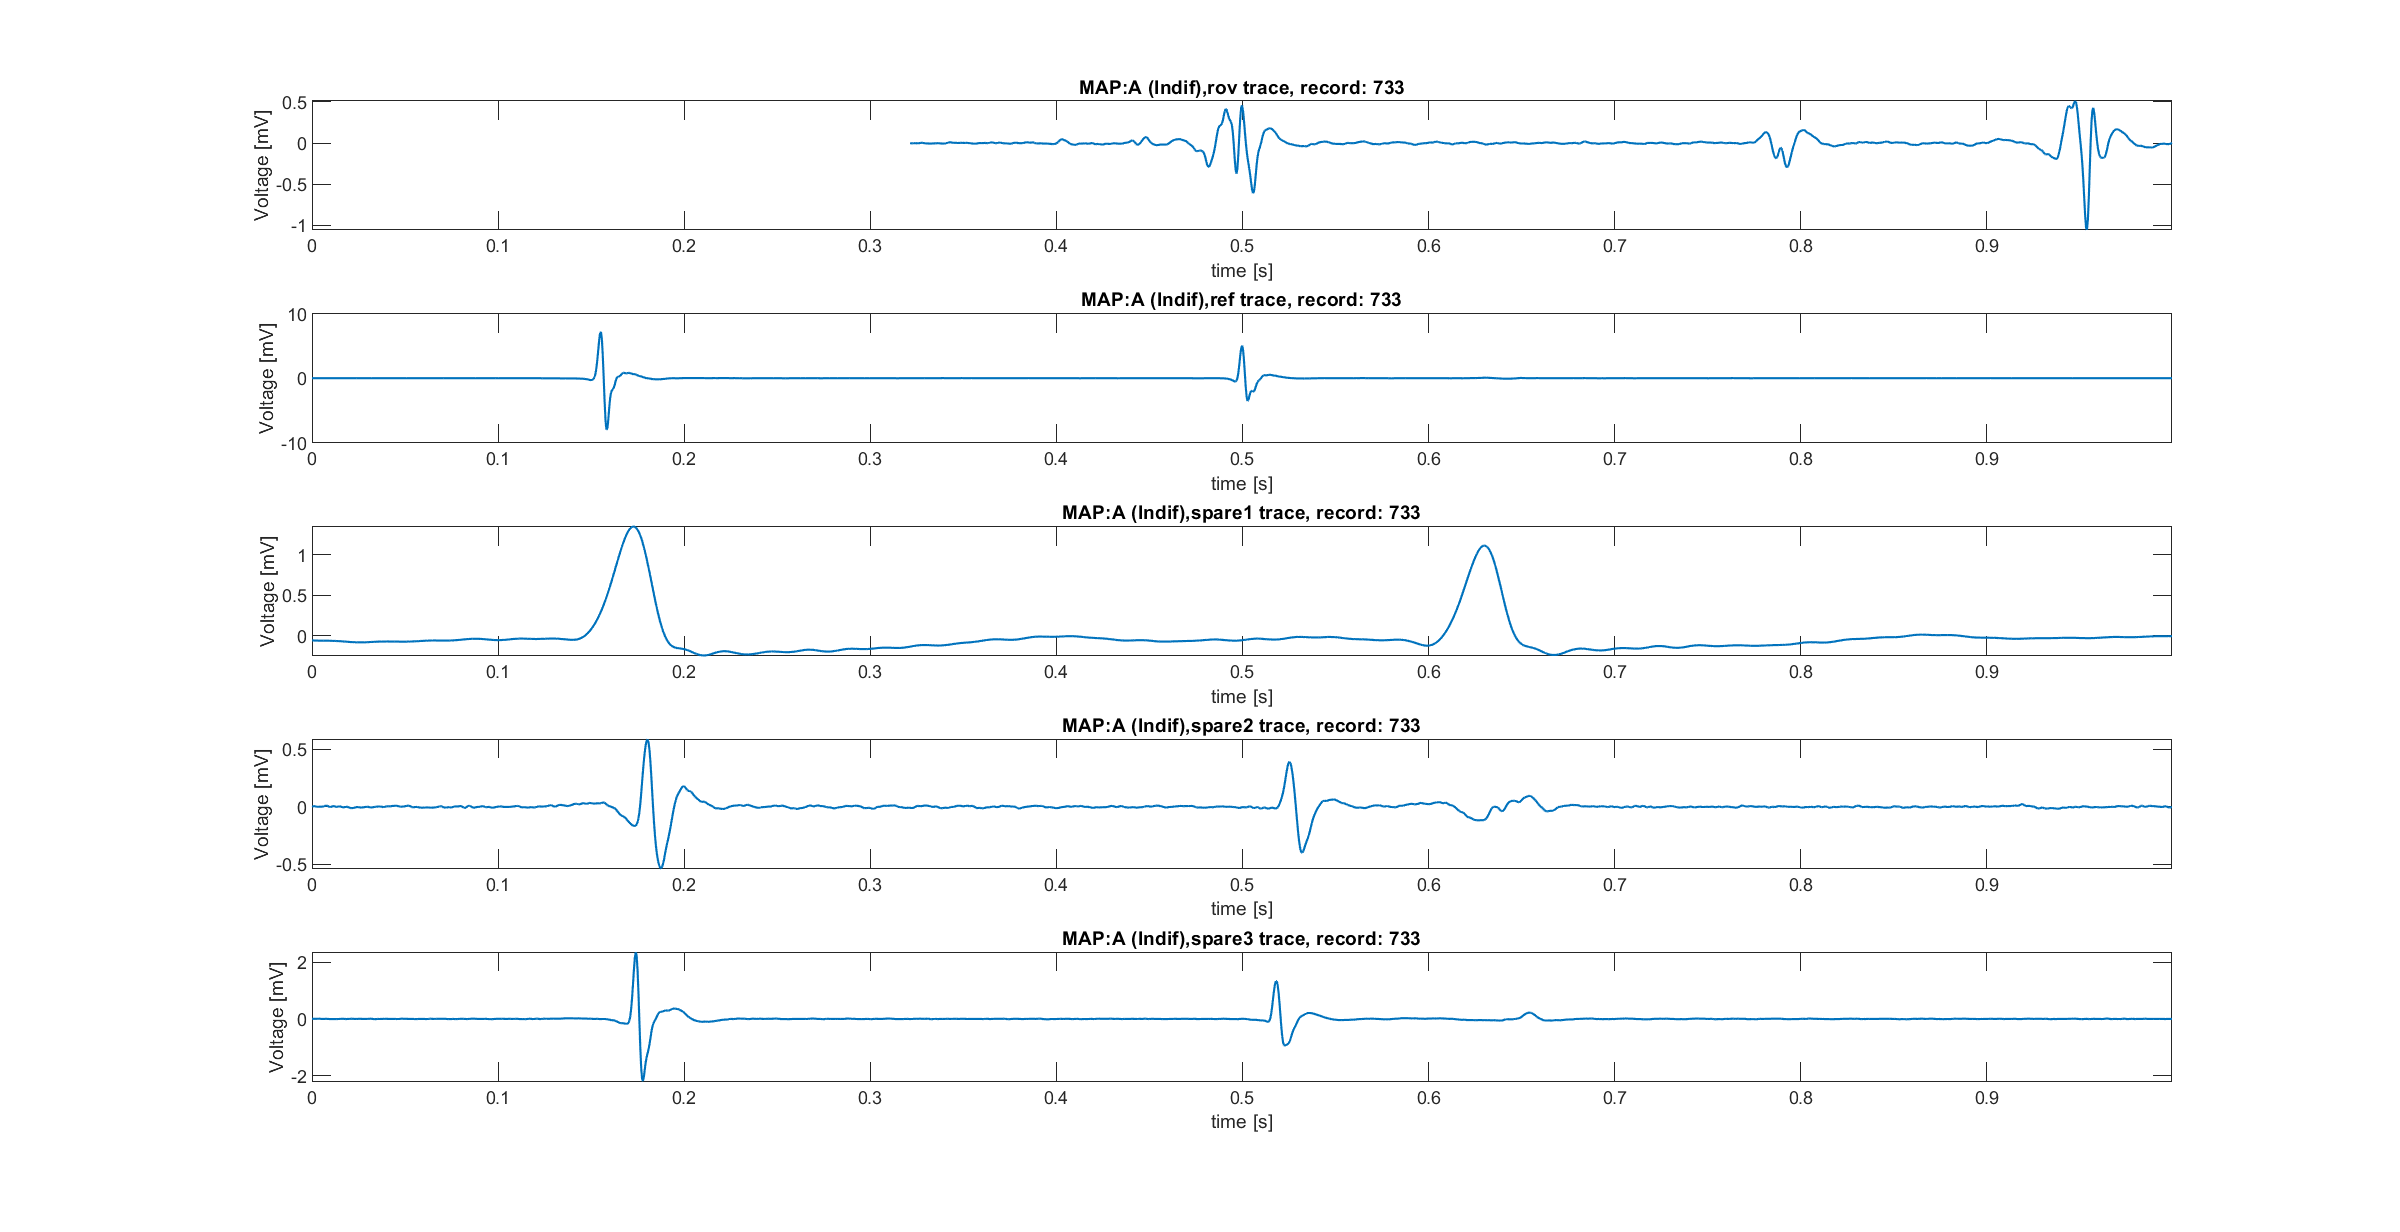 MAP:A (Indif),rov trace, record: 733
Voltage [mV]
0.5
0
-0.5
-1
0 0.1 0.2 0.3 0.4 0.5 0.6 0.7 0.8 0.9
time [s]
MAP:A (Indif),ref trace, record: 733
Voltage [mV]
10
0
-10
0 0.1 0.2 0.3 0.4 0.5 0.6 0.7 0.8 0.9
time [s]
MAP:A (Indif),spare1 trace, record: 733
Voltage [mV]
1
0.5
0
0 0.1 0.2 0.3 0.4 0.5 0.6 0.7 0.8 0.9
time [s]
MAP:A (Indif),spare2 trace, record: 733
Voltage [mV]
0.5
0
-0.5
0 0.1 0.2 0.3 0.4 0.5 0.6 0.7 0.8 0.9
time [s]
MAP:A (Indif),spare3 trace, record: 733
Voltage [mV]
2
0
-2
0 0.1 0.2 0.3 0.4 0.5 0.6 0.7 0.8 0.9
time [s]